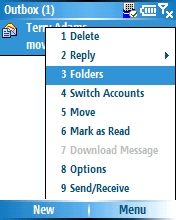 Outbox (1)
Terry Adams
mov
1 Delete
2 Reply
3 Folders
4 Switch Accounts
5 Move
6 Mark as Read
7 Download Message
8 Options
9 Send/Receive
New Menu